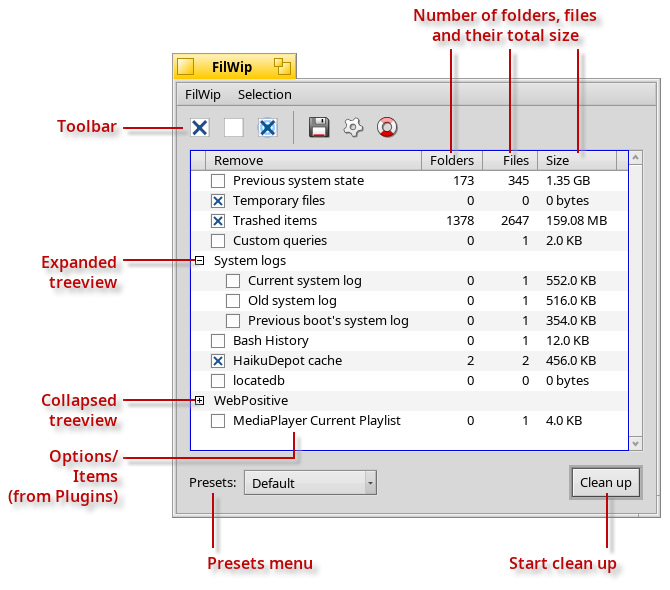 Number of folders, files
and their total size
FilWip
FilWip Selection
Toolbar
Remove Folders Files Size
Previous system state 173 345 1.35 GB
Temporary files 0 0 0 bytes
Trashed items 1378 2647 159.08 MB
Custom queries 0 1 2.0 KB
Expanded
treeview
System logs
Current system log 0 1 552.0 KB
Old system log 0 1 516.0 KB
Previous boot's system log 0 1 354.0 KB
Bash History 0 1 12.0 KB
HaikuDepot cache 2 2 456.0 KB
locatedb 0 0 0 bytes
Collapsed
treeview
WebPositive
MediaPlayer Current Playlist 0 1 4.0 KB
Options/
Items
(from Plugins)
Presets: Default Clean up
Presets menu Start clean up